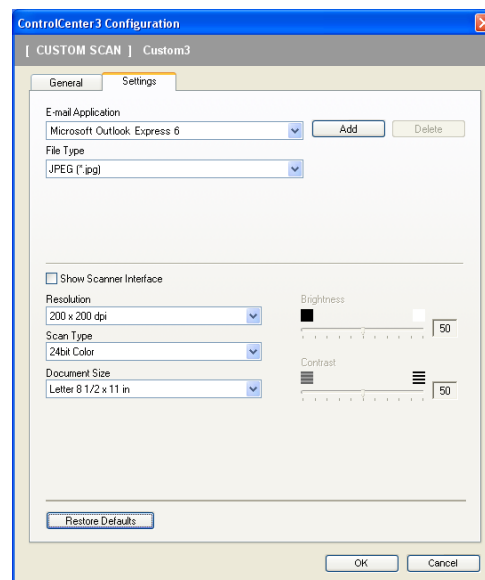 ControlCenter3 Configuration
[ CUSTOM SCAN ] Custom3
General Settings
E-mail Application
Microsoft Outlook Express 6 Add Delete
File Type
JPEG (*.jpg)
Show Scanner Interface
Resolution Brightness
200 x 200 dpi 50
Scan Type
24bit Color Contrast
Document Size
Letter 8 1/2 x 11 in 50
Restore Defaults
OK Cancel